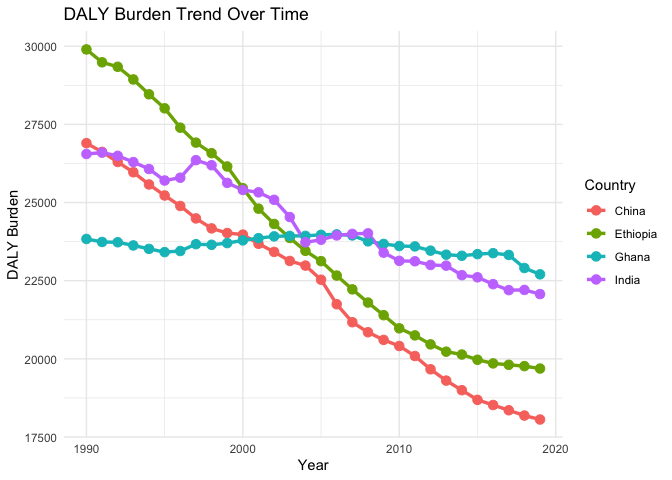 DALY Burden Trend Over Time
30000
27500
25000
22500
20000
17500
DALY Burden
1990
2000
2010
2020
Year
Country
China
Ethiopia
Ghana
India